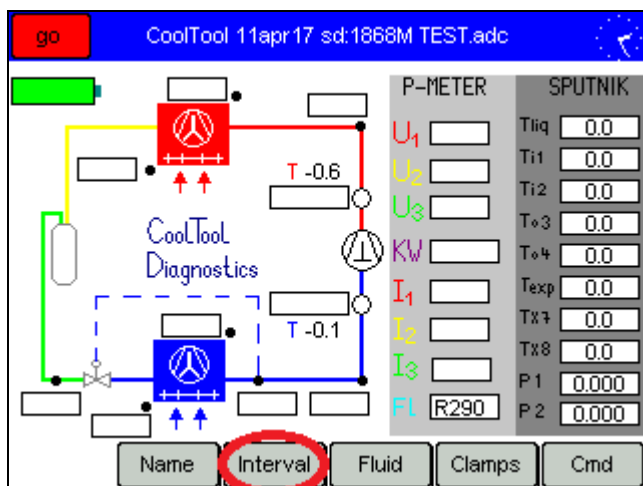 go CoolTool 11apr17 sd:1868M TEST.adc
P-METER SPUTNIK
U1
U2
U3
KW
I1
I2
I3
FL R290
Tliq 0.0
Ti1 0.0
Ti2 0.0
To3 0.0
To4 0.0
Texp 0.0
TX7 0.0
TX8 0.0
P1 0.000
P2 0.000
T -0.6
CoolTool
Diagnostics
T -0.1
Name Interval Fluid Clamps Cmd